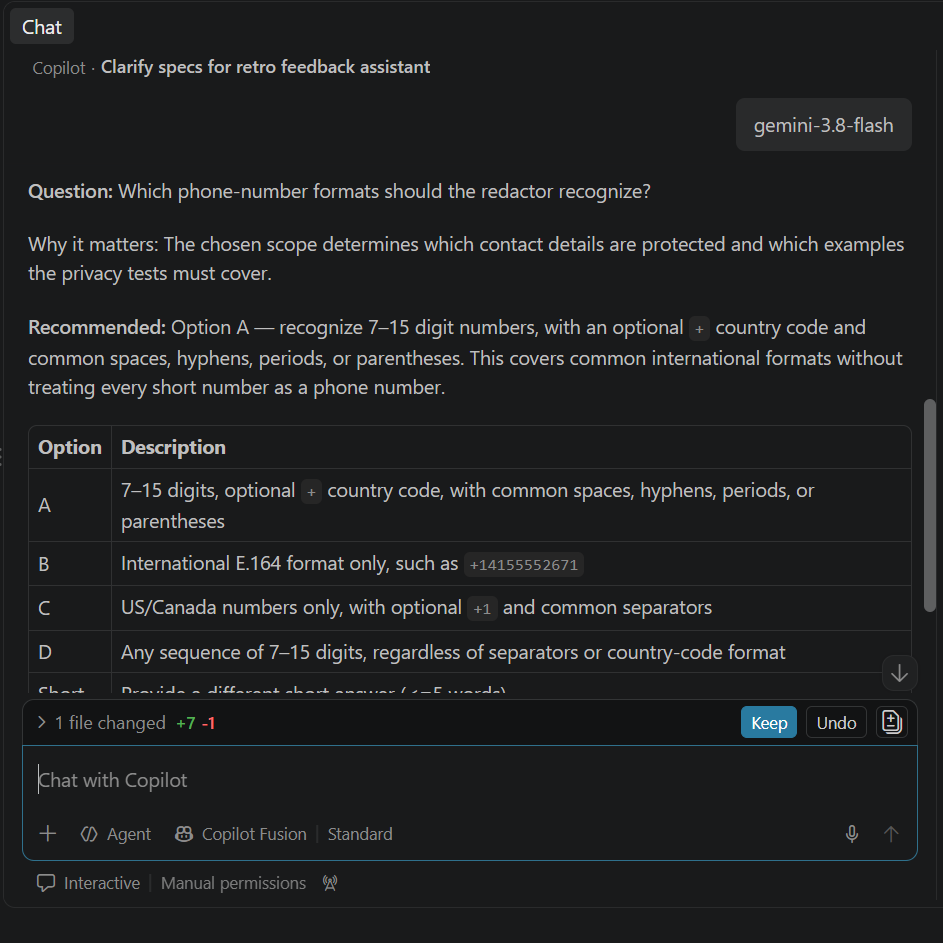 Chat
Copilot · Clarify specs for retro feedback assistant
gemini-3.8-flash
Question: Which phone-number formats should the redactor recognize?
Why it matters: The chosen scope determines which contact details are protected and which examples
the privacy tests must cover.
Recommended: Option A — recognize 7–15 digit numbers, with an optional + country code and
common spaces, hyphens, periods, or parentheses. This covers common international formats without
treating every short number as a phone number.
Option Description
A 7–15 digits, optional + country code, with common spaces, hyphens, periods, or
parentheses
B International E.164 format only, such as +14155552671
C US/Canada numbers only, with optional +1 and common separators
D Any sequence of 7–15 digits, regardless of separators or country-code format
Short Provide a different short answer (<=5 words)
1 file changed +7 -1
Keep Undo
Chat with Copilot
Agent Copilot Fusion Standard
Interactive Manual permissions